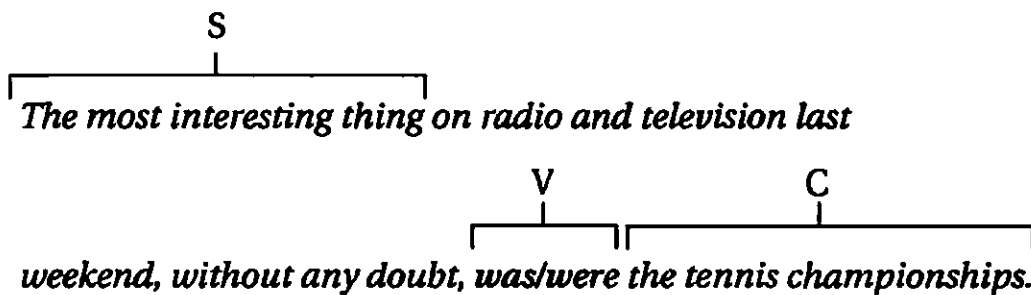 S
The most interesting thing on radio and television last
V C
weekend, without any doubt, was/were the tennis championships.